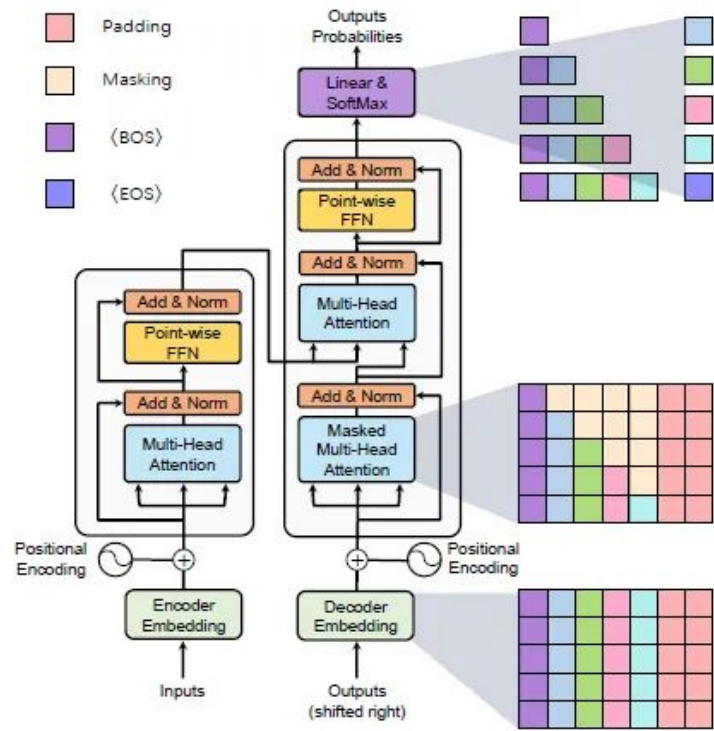 Padding
Masking
⟨BOS⟩
⟨EOS⟩
Outputs
Probabilities
Linear &
SoftMax
Add & Norm
Point-wise
FFN
Add & Norm
Multi-Head
Attention
Add & Norm
Masked
Multi-Head
Attention
Add & Norm
Point-wise
FFN
Add & Norm
Multi-Head
Attention
Positional
Encoding
Positional
Encoding
Encoder
Embedding
Decoder
Embedding
Inputs
Outputs
(shifted right)